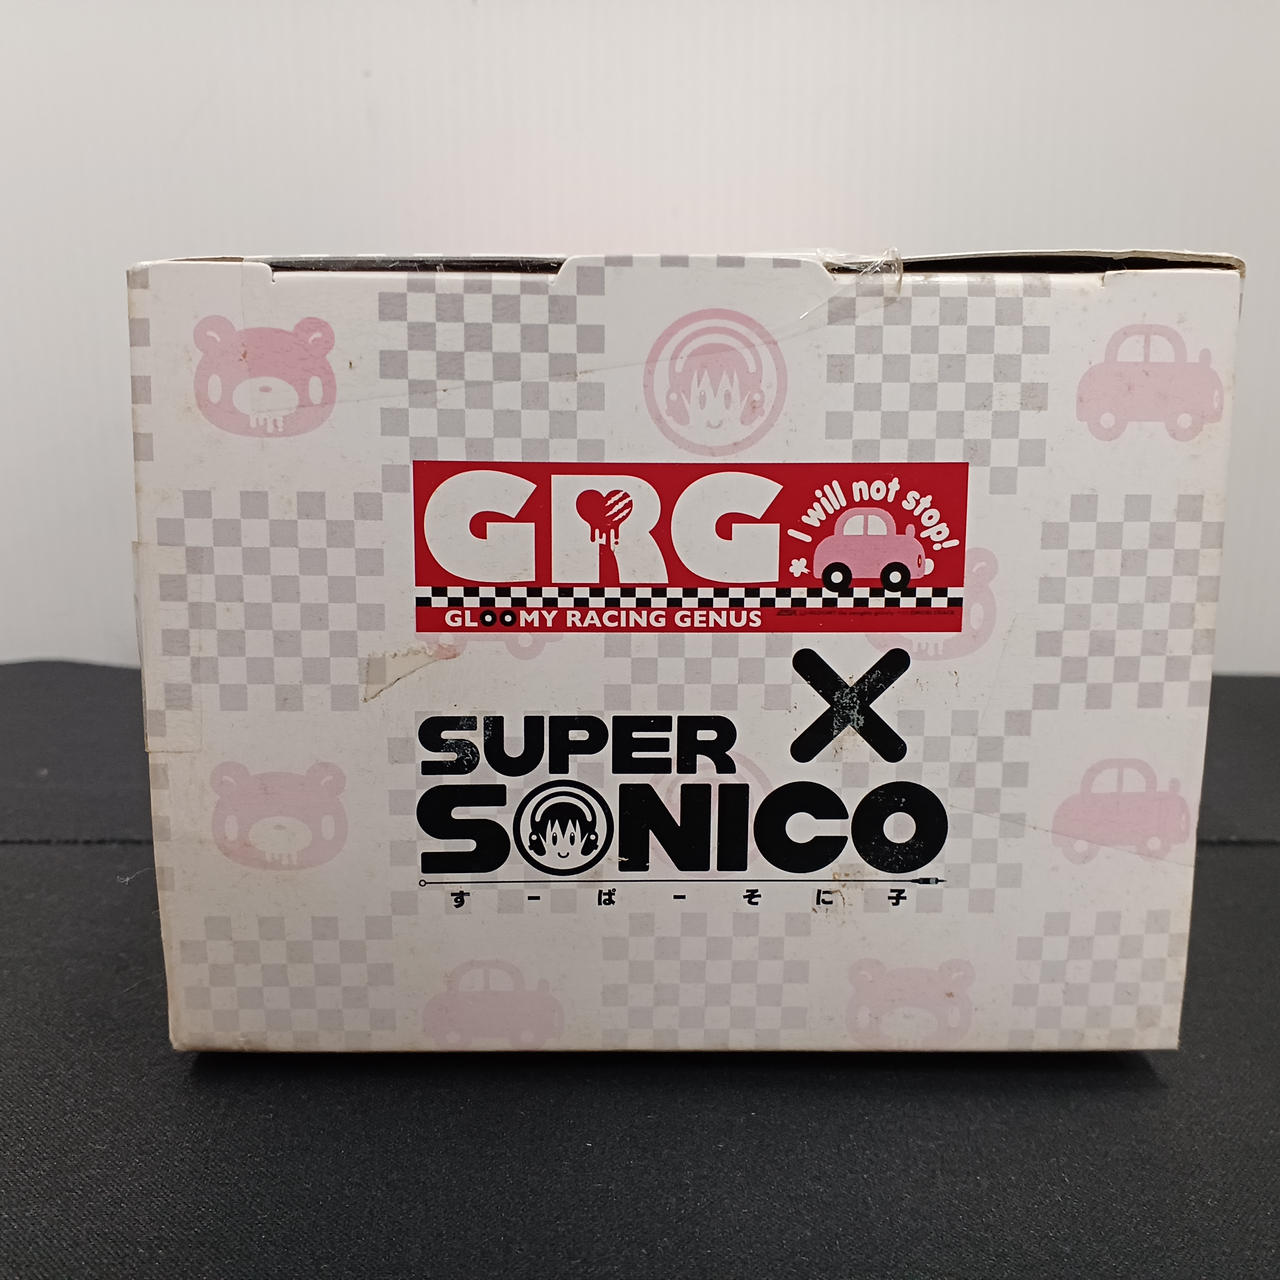 GRG
I will not stop!
GLOOMY RACING GENUS
X
SUPER
SONICO
すーぱーそに子